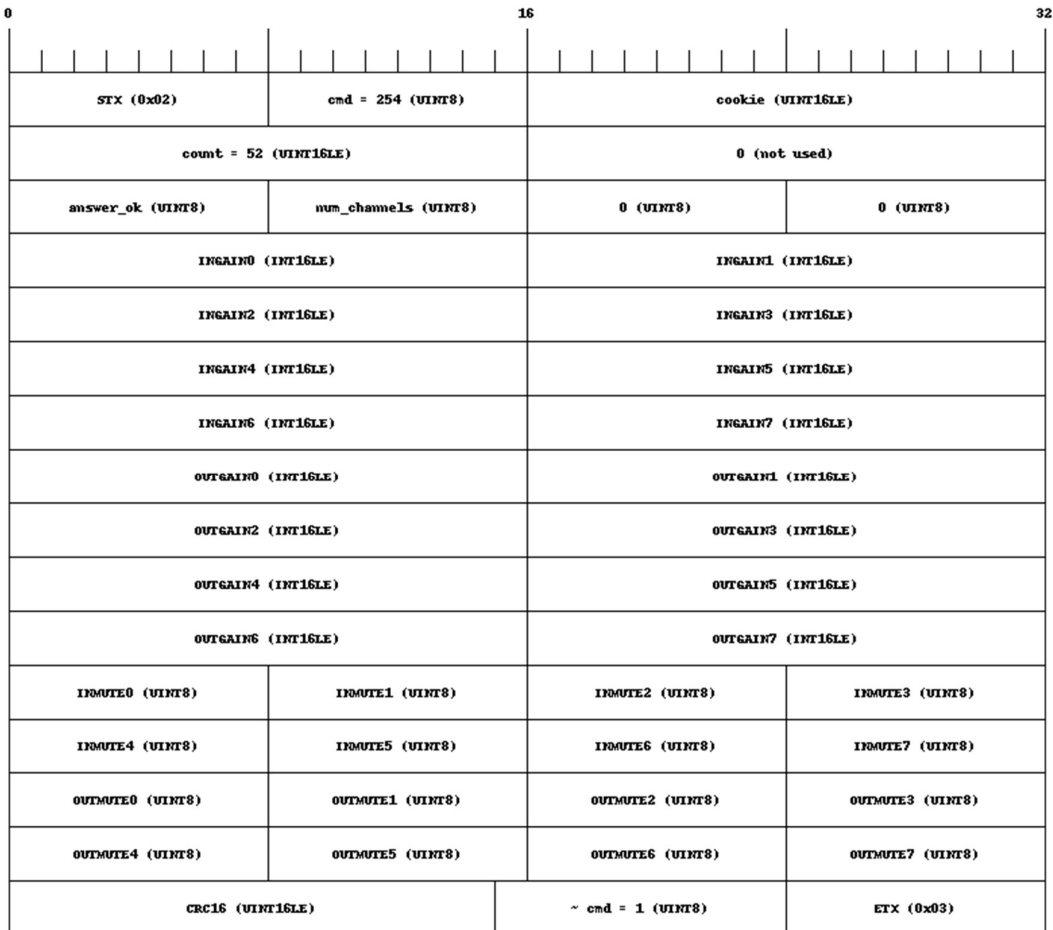 0 16 32
STX (0x02) cmd = 254 (UINT8) cookie (UINT16LE)
count = 52 (UINT16LE) 0 (not used)
answer_ok (UINT8) num_channels (UINT8) 0 (UINT8) 0 (UINT8)
INGAIN0 (INT16LE) INGAIN1 (INT16LE)
INGAIN2 (INT16LE) INGAIN3 (INT16LE)
INGAIN4 (INT16LE) INGAIN5 (INT16LE)
INGAIN6 (INT16LE) INGAIN7 (INT16LE)
OUTGAIN0 (INT16LE) OUTGAIN1 (INT16LE)
OUTGAIN2 (INT16LE) OUTGAIN3 (INT16LE)
OUTGAIN4 (INT16LE) OUTGAIN5 (INT16LE)
OUTGAIN6 (INT16LE) OUTGAIN7 (INT16LE)
INMUTE0 (UINT8) INMUTE1 (UINT8) INMUTE2 (UINT8) INMUTE3 (UINT8)
INMUTE4 (UINT8) INMUTE5 (UINT8) INMUTE6 (UINT8) INMUTE7 (UINT8)
OUTMUTE0 (UINT8) OUTMUTE1 (UINT8) OUTMUTE2 (UINT8) OUTMUTE3 (UINT8)
OUTMUTE4 (UINT8) OUTMUTE5 (UINT8) OUTMUTE6 (UINT8) OUTMUTE7 (UINT8)
CRC16 (UINT16LE) ~ cmd = 1 (UINT8) ETX (0x03)